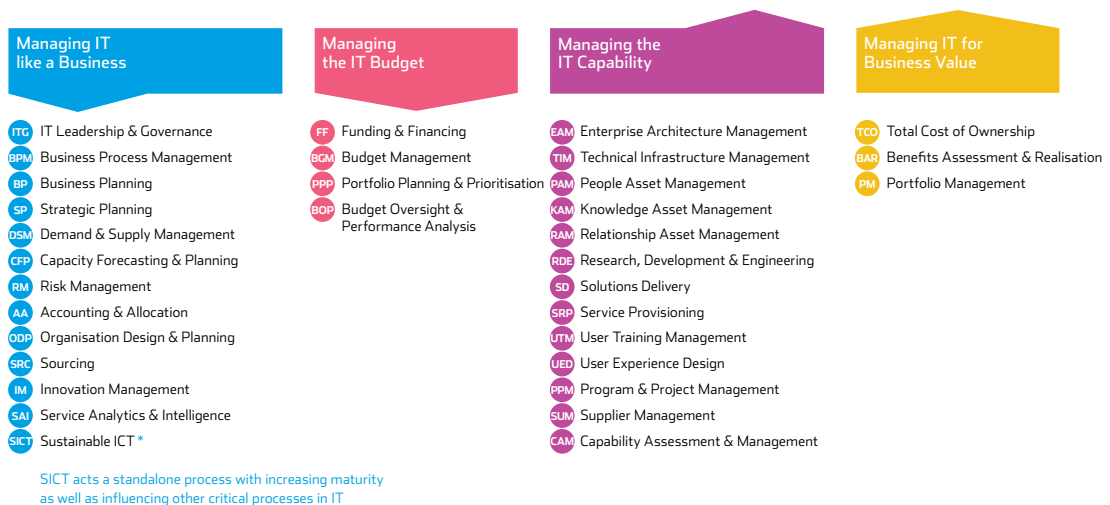 Managing IT
like a Business
ITG IT Leadership & Governance
BPM Business Process Management
BP Business Planning
SP Strategic Planning
DSM Demand & Supply Management
CFP Capacity Forecasting & Planning
RM Risk Management
AA Accounting & Allocation
ODP Organisation Design & Planning
SRC Sourcing
IM Innovation Management
SAI Service Analytics & Intelligence
SICT Sustainable ICT *
SICT acts a standalone process with increasing maturity
as well as influencing other critical processes in IT
Managing
the IT Budget
FF Funding & Financing
BGM Budget Management
PPP Portfolio Planning & Prioritisation
BOP Budget Oversight &
Performance Analysis
Managing the
IT Capability
EAM Enterprise Architecture Management
TIM Technical Infrastructure Management
PAM People Asset Management
KAM Knowledge Asset Management
RAM Relationship Asset Management
RDE Research, Development & Engineering
SD Solutions Delivery
SRP Service Provisioning
UTM User Training Management
UED User Experience Design
PPM Program & Project Management
SUM Supplier Management
CAM Capability Assessment & Management
Managing IT for
Business Value
TCO Total Cost of Ownership
BAR Benefits Assessment & Realisation
PM Portfolio Management